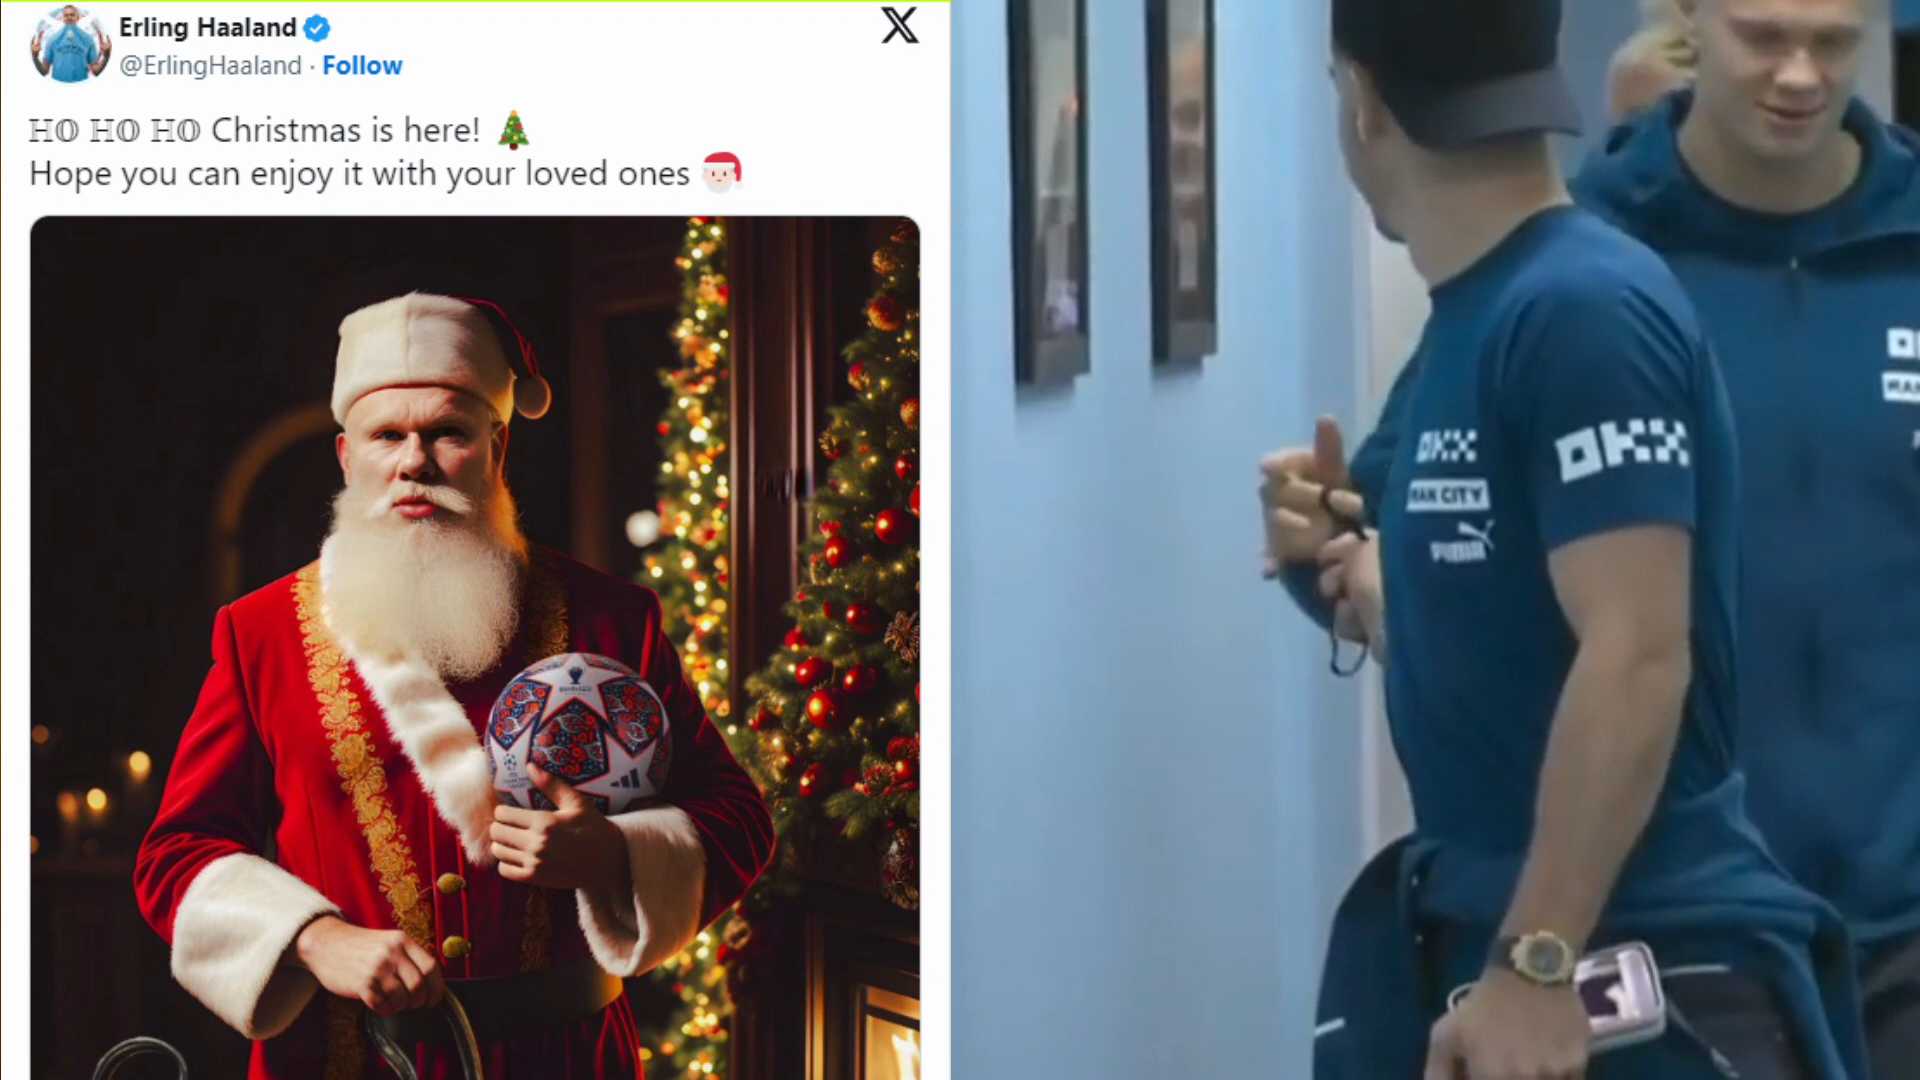 Erling Haaland
@ErlingHaaland · Follow
ℍ𝕆 ℍ𝕆 ℍ𝕆 Christmas is here! 🎄
Hope you can enjoy it with your loved ones 🎅🏻
OKX
MAN CITY
PUMA
OKX